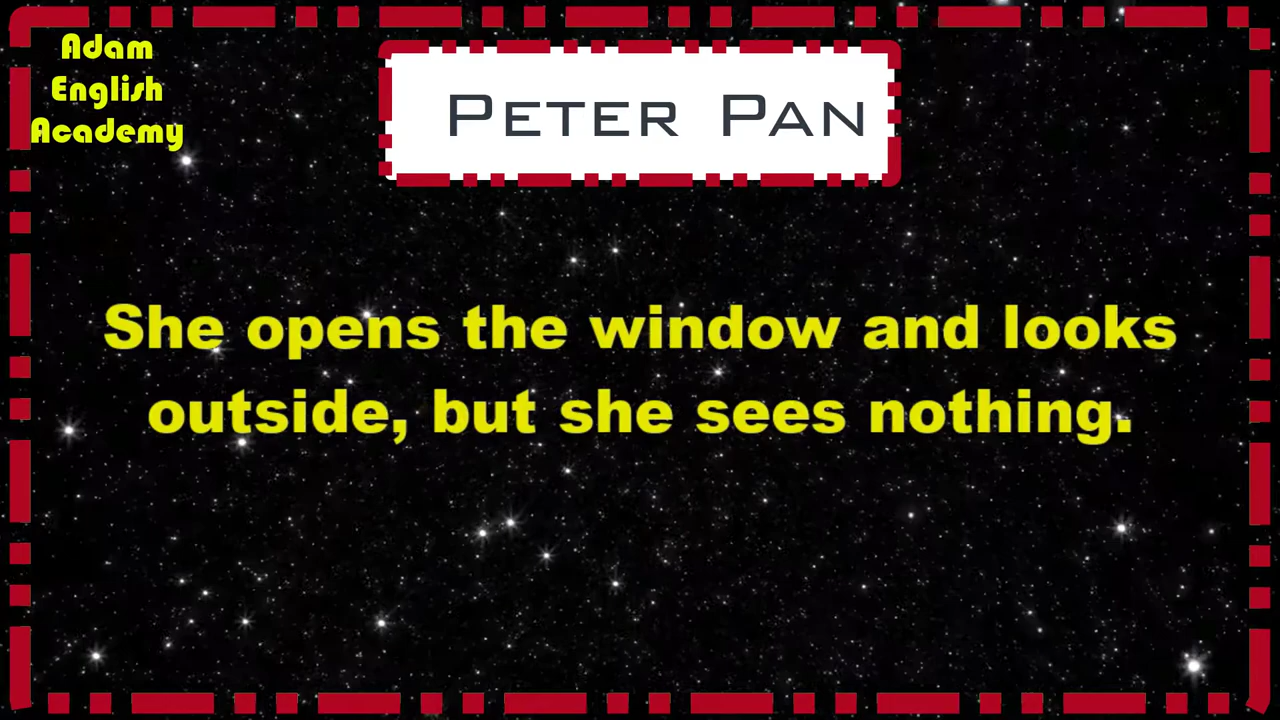 Adam
English
Academy
Peter Pan
She opens the window and looks
outside, but she sees nothing.